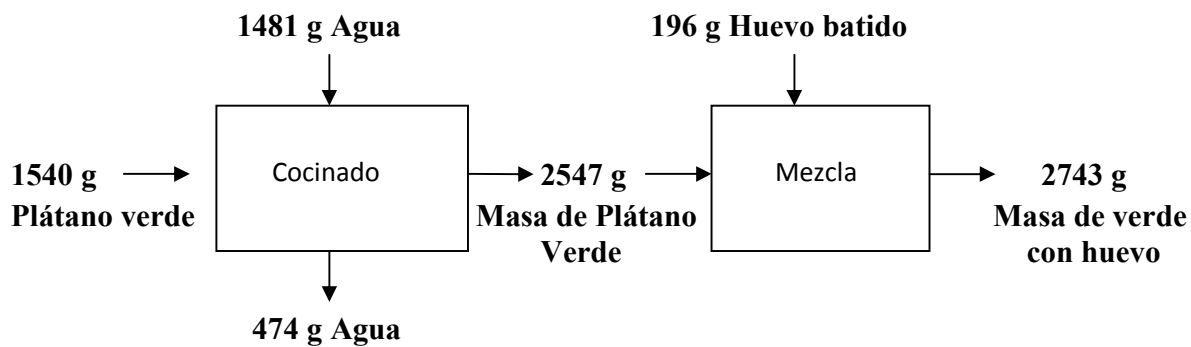 1481 g Agua
196 g Huevo batido
1540 g
Plátano verde
Cocinado
2547 g
Masa de Plátano
Verde
Mezcla
2743 g
Masa de verde
con huevo
474 g Agua